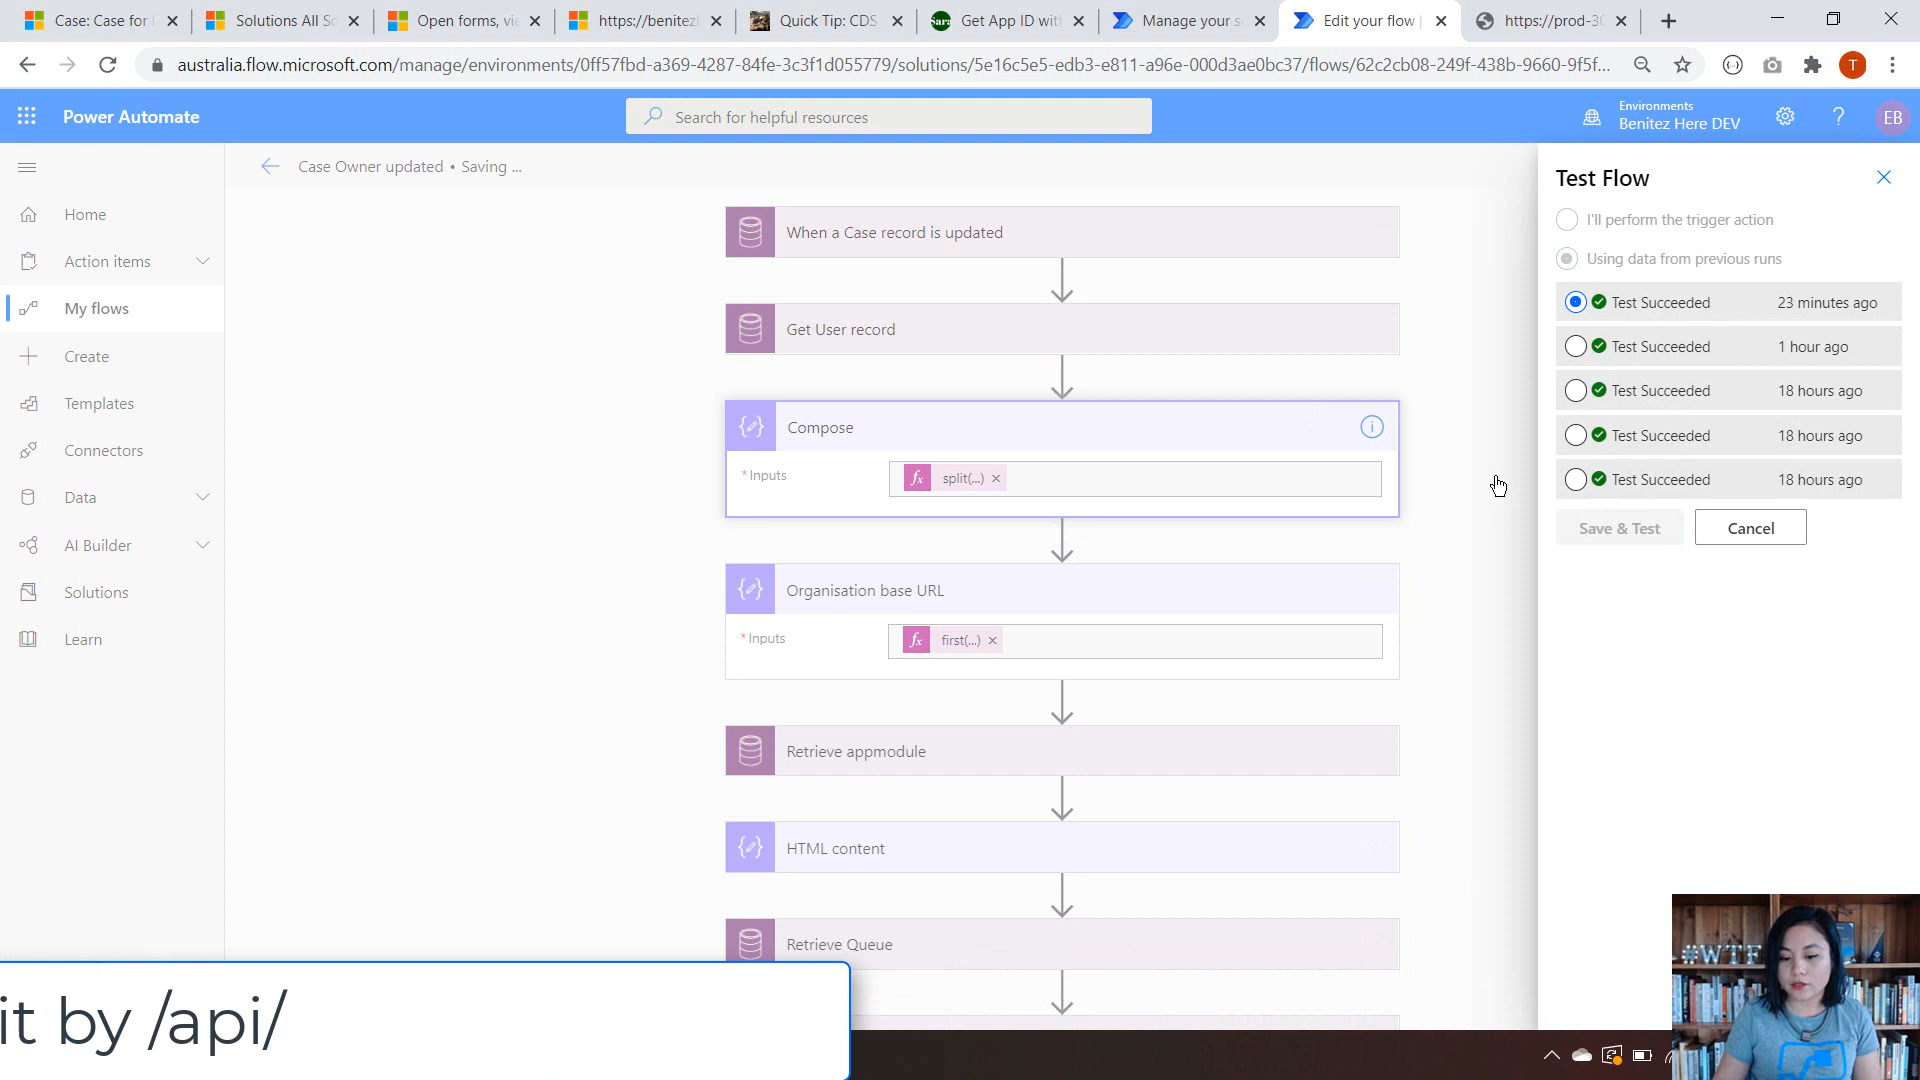 Case: Case for
Solutions All So
Open forms, vie
https://benitez
Quick Tip: CDS
Sara
Get App ID wit
Manage your s
Edit your flow |
https://prod-30
australia.flow.microsoft.com/manage/environments/0ff57fbd-a369-4287-84fe-3c3f1d055779/solutions/5e16c5e5-edb3-e811-a96e-000d3ae0bc37/flows/62c2cb08-249f-438b-9660-9f5f...
T
Power Automate
Search for helpful resources
Environments
Benitez Here DEV
?
EB
Case Owner updated • Saving ...
Home
Action items
My flows
Create
Templates
Connectors
Data
AI Builder
Solutions
Learn
When a Case record is updated
Get User record
Compose
* Inputs
fx split(...) ×
Organisation base URL
* Inputs
fx first(...) ×
Retrieve appmodule
HTML content
Retrieve Queue
Test Flow
I'll perform the trigger action
Using data from previous runs
Test Succeeded 23 minutes ago
Test Succeeded 1 hour ago
Test Succeeded 18 hours ago
Test Succeeded 18 hours ago
Test Succeeded 18 hours ago
Save & Test
Cancel
it by /api/
#WTF